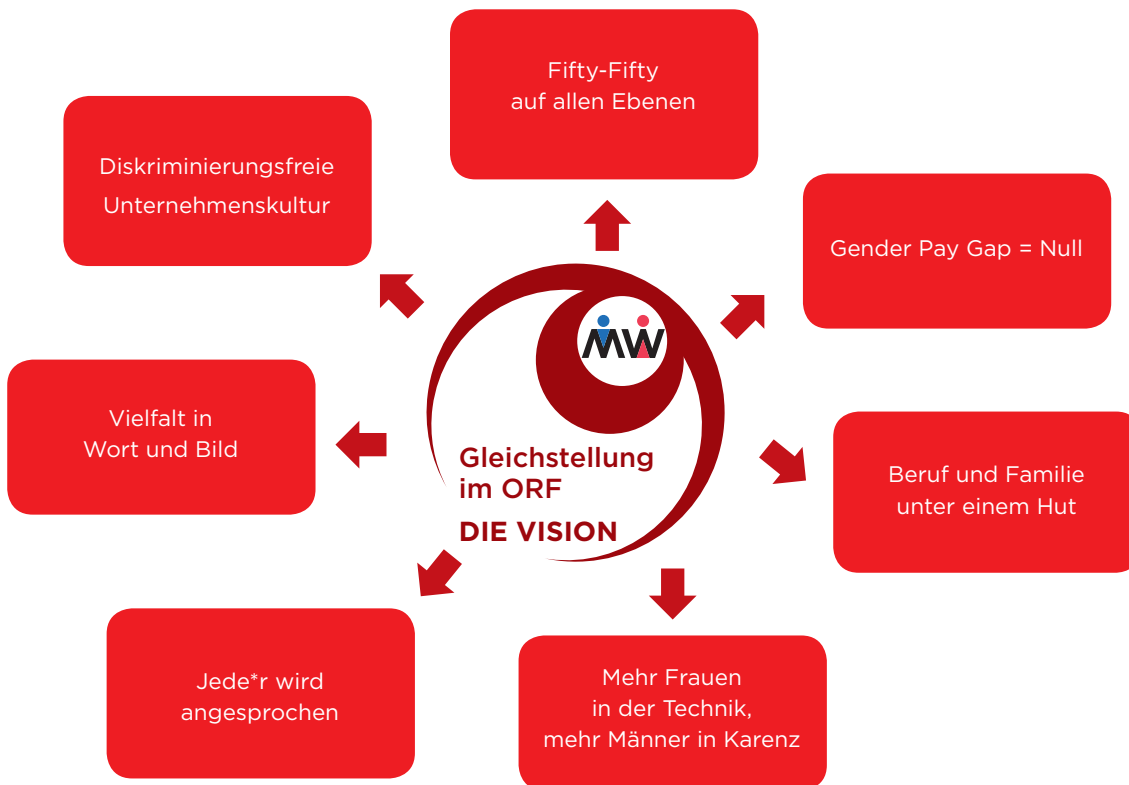 Fifty-Fifty
auf allen Ebenen
Diskriminierungsfreie
Unternehmenskultur
Gender Pay Gap = Null
MW
Vielfalt in
Wort und Bild
Gleichstellung
im ORF
DIE VISION
Beruf und Familie
unter einem Hut
Jede*r wird
angesprochen
Mehr Frauen
in der Technik,
mehr Männer in Karenz